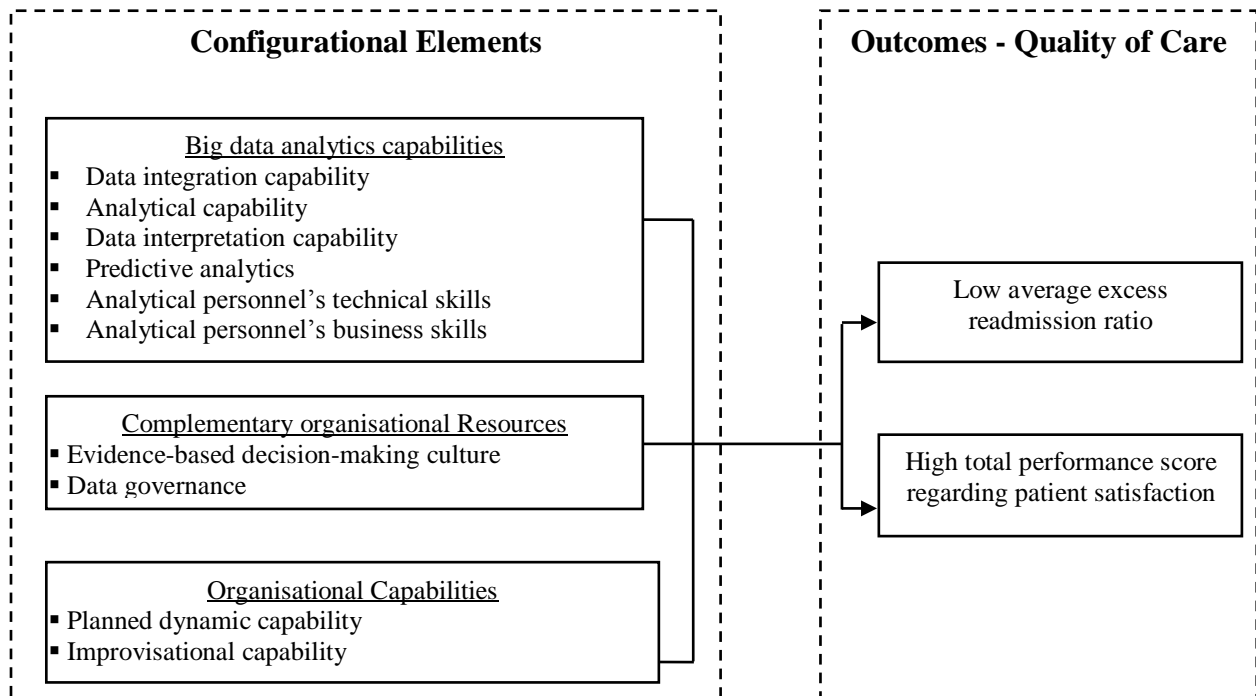 Configurational Elements
Big data analytics capabilities
▪ Data integration capability
▪ Analytical capability
▪ Data interpretation capability
▪ Predictive analytics
▪ Analytical personnel’s technical skills
▪ Analytical personnel’s business skills
Complementary organisational Resources
▪ Evidence-based decision-making culture
▪ Data governance
Organisational Capabilities
▪ Planned dynamic capability
▪ Improvisational capability
Outcomes - Quality of Care
Low average excess
readmission ratio
High total performance score
regarding patient satisfaction